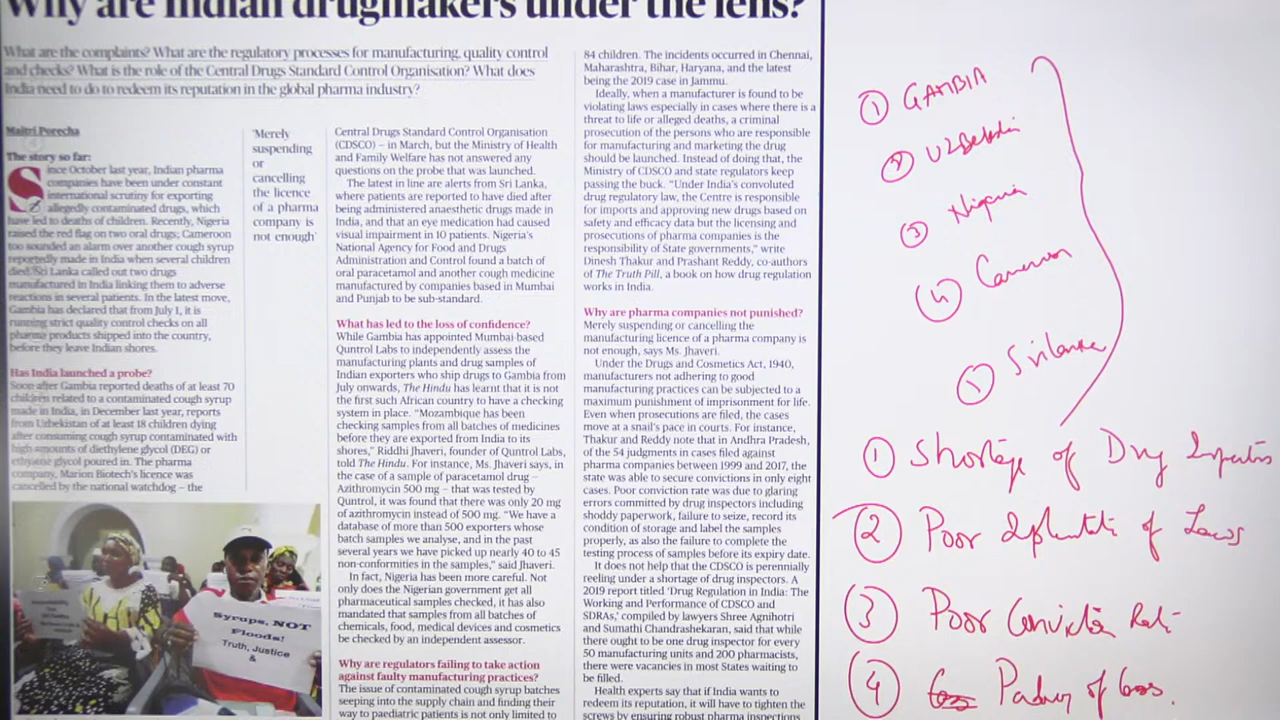 Why are Indian drugmakers under the lens?
What are the complaints? What are the regulatory processes for manufacturing, quality control
and checks? What is the role of the Central Drugs Standard Control Organisation? What does
India need to do to redeem its reputation in the global pharma industry?
Maitri Porecha
The story so far:
Since October last year, Indian pharma
companies have been under constant
international scrutiny for exporting
allegedly contaminated drugs, which
have led to deaths of children. Recently, Nigeria
raised the red flag on two oral drugs; Cameroon
too sounded an alarm over another cough syrup
reportedly made in India when several children
died. Sri Lanka called out two drugs
manufactured in India linking them to adverse
reactions in several patients. In the latest move,
Gambia has declared that from July 1, it is
running strict quality control checks on all
pharma products shipped into the country,
before they leave Indian shores.
Has India launched a probe?
Soon after Gambia reported deaths of at least 70
children related to a contaminated cough syrup
made in India, in December last year, reports
from Uzbekistan of at least 18 children dying
after consuming cough syrup contaminated with
high amounts of diethylene glycol (DEG) or
ethylene glycol poured in. The pharma
company, Marion Biotech's licence was
cancelled by the national watchdog – the
'Merely
suspending
or
cancelling
the licence
of a pharma
company is
not enough'
Central Drugs Standard Control Organisation
(CDSCO) – in March, but the Ministry of Health
and Family Welfare has not answered any
questions on the probe that was launched.
The latest in line are alerts from Sri Lanka,
where patients are reported to have died after
being administered anaesthetic drugs made in
India, and that an eye medication had caused
visual impairment in 10 patients. Nigeria's
National Agency for Food and Drugs
Administration and Control found a batch of
oral paracetamol and another cough medicine
manufactured by companies based in Mumbai
and Punjab to be sub-standard.
What has led to the loss of confidence?
While Gambia has appointed Mumbai-based
Quntrol Labs to independently assess the
manufacturing plants and drug samples of
Indian exporters who ship drugs to Gambia from
July onwards, The Hindu has learnt that it is not
the first such African country to have a checking
system in place. "Mozambique has been
checking samples from all batches of medicines
before they are exported from India to its
shores," Riddhi Jhaveri, founder of Quntrol Labs,
told The Hindu. For instance, Ms. Jhaveri says, in
the case of a sample of paracetamol drug –
Azithromycin 500 mg – that was tested by
Quntrol, it was found that there was only 20 mg
of azithromycin instead of 500 mg. "We have a
database of more than 500 exporters whose
batch samples we analyse, and in the past
several years we have picked up nearly 40 to 45
non-conformities in the samples," said Jhaveri.
In fact, Nigeria has been more careful. Not
only does the Nigerian government get all
pharmaceutical samples checked, it has also
mandated that samples from all batches of
chemicals, food, medical devices and cosmetics
be checked by an independent assessor.
Why are regulators failing to take action
against faulty manufacturing practices?
The issue of contaminated cough syrup batches
seeping into the supply chain and finding their
way to paediatric patients is not only limited to
84 children. The incidents occurred in Chennai,
Maharashtra, Bihar, Haryana, and the latest
being the 2019 case in Jammu.
Ideally, when a manufacturer is found to be
violating laws especially in cases where there is a
threat to life or alleged deaths, a criminal
prosecution of the persons who are responsible
for manufacturing and marketing the drug
should be launched. Instead of doing that, the
Ministry of CDSCO and state regulators keep
passing the buck. "Under India's convoluted
drug regulatory law, the Centre is responsible
for imports and approving new drugs based on
safety and efficacy data but the licensing and
prosecutions of pharma companies is the
responsibility of State governments," write
Dinesh Thakur and Prashant Reddy, co-authors
of The Truth Pill, a book on how drug regulation
works in India.
Why are pharma companies not punished?
Merely suspending or cancelling the
manufacturing licence of a pharma company is
not enough, says Ms. Jhaveri.
Under the Drugs and Cosmetics Act, 1940,
manufacturers not adhering to good
manufacturing practices can be subjected to a
maximum punishment of imprisonment for life.
Even when prosecutions are filed, the cases
move at a snail's pace in courts. For instance,
Thakur and Reddy note that in Andhra Pradesh,
of the 54 judgments in cases filed against
pharma companies between 1999 and 2017, the
state was able to secure convictions in only eight
cases. Poor conviction rate was due to glaring
errors committed by drug inspectors including
shoddy paperwork, failure to seize, record its
condition of storage and label the samples
properly, as also the failure to complete the
testing process of samples before its expiry date.
It does not help that the CDSCO is perennially
reeling under a shortage of drug inspectors. A
2019 report titled 'Drug Regulation in India: The
Working and Performance of CDSCO and
SDRAs,' compiled by lawyers Shree Agnihotri
and Sumathi Chandrashekaran, said that while
there ought to be one drug inspector for every
50 manufacturing units and 200 pharmacists,
there were vacancies in most States waiting to
be filled.
Health experts say that if India wants to
redeem its reputation, it will have to tighten the
screws by ensuring robust pharma inspections
Syrups, NOT
Floods!
Truth, Justice
&
① GAMBIA
② Uzbekistan
③ Nigeria
④ Cameroon
⑤ Sri lanka
① Shortage of Drug Inspectors
② Poor of Laws
③ Poor Conviction Rate
④ of